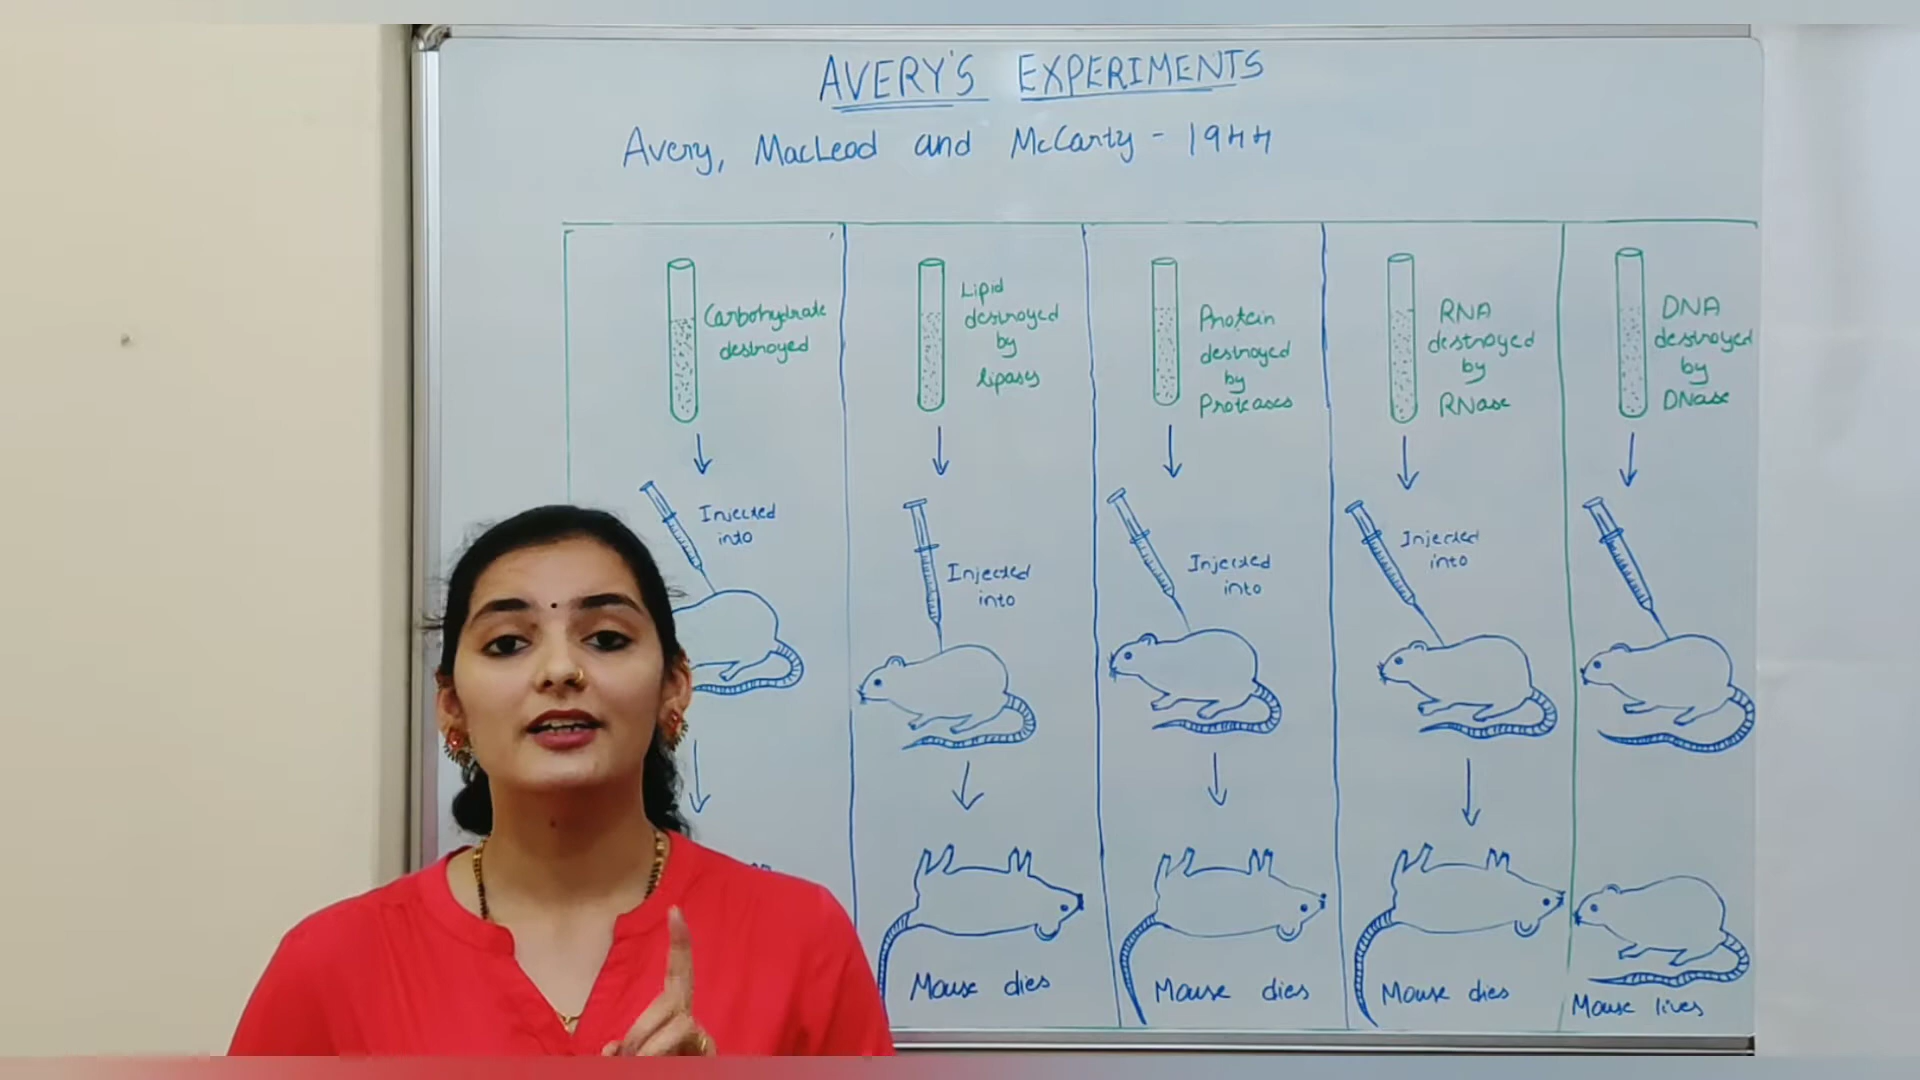 AVERY'S EXPERIMENTS
Avery, MacLeod and McCarty - 1944
Carbohydrate
destroyed
Injected
into
Lipid
destroyed
by
lipases
Injected
into
Mouse dies
Protein
destroyed
by
Proteases
Injected
into
Mouse dies
RNA
destroyed
by
RNase
Injected
into
Mouse dies
DNA
destroyed
by
DNase
Mouse lives